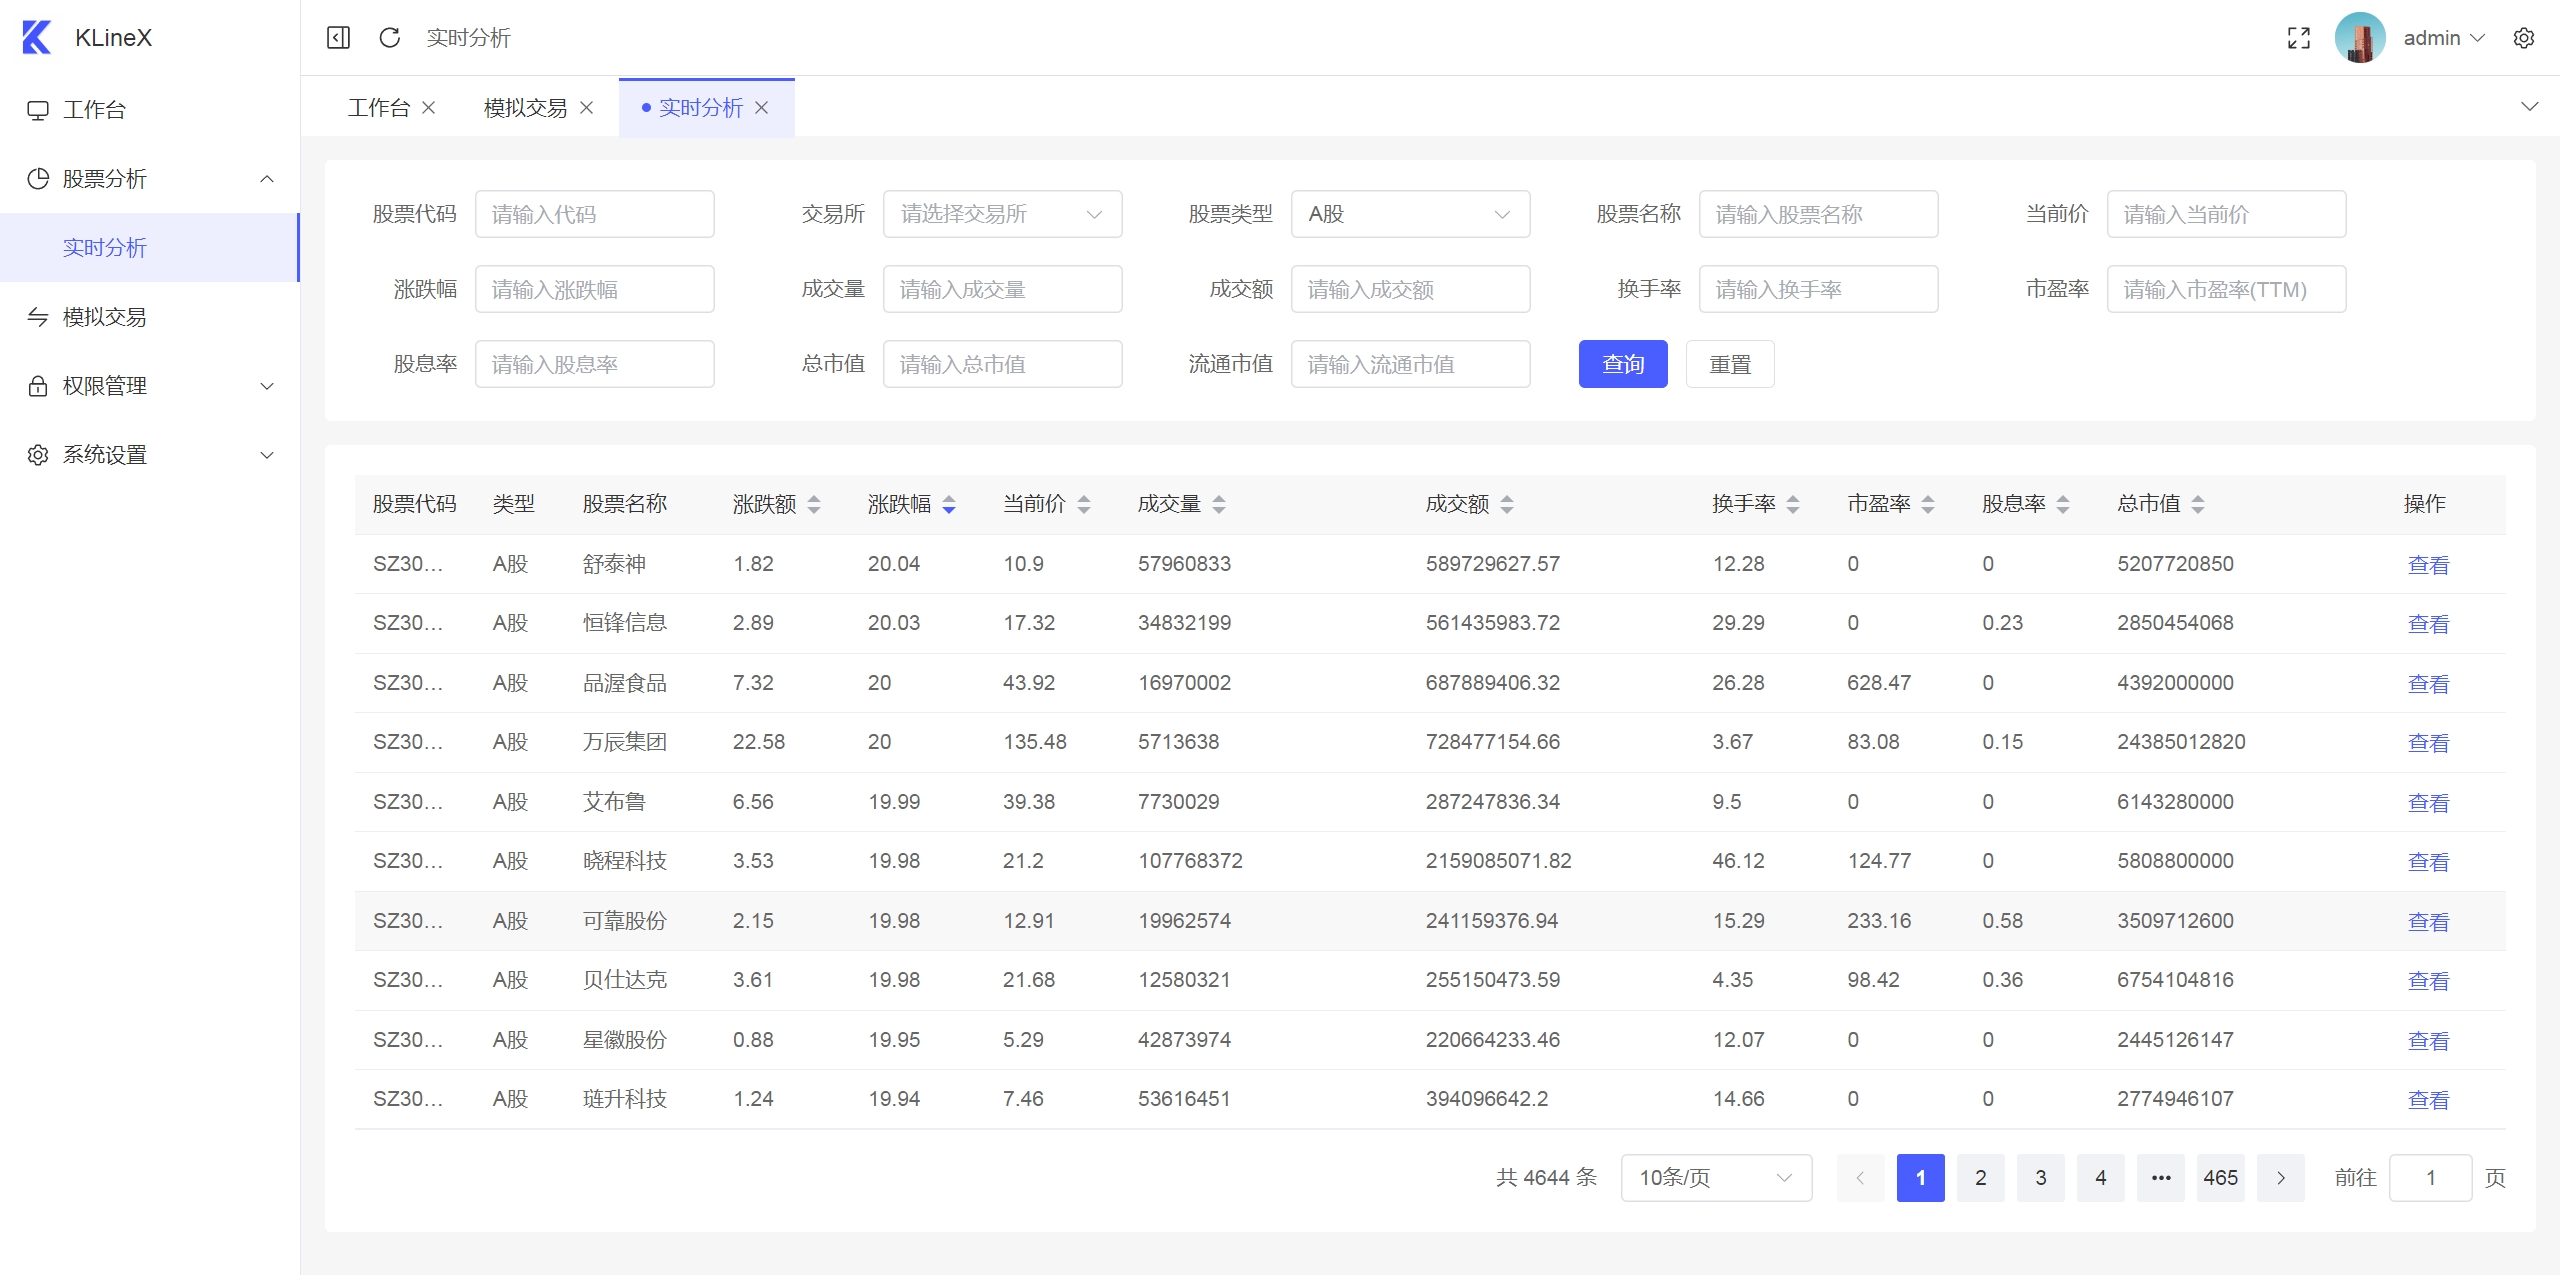 KLineX
实时分析
admin
工作台
股票分析
实时分析
模拟交易
权限管理
系统设置
工作台 模拟交易 实时分析
股票代码 请输入代码 交易所 请选择交易所 股票类型 A股 股票名称 请输入股票名称 当前价 请输入当前价
涨跌幅 请输入涨跌幅 成交量 请输入成交量 成交额 请输入成交额 换手率 请输入换手率 市盈率 请输入市盈率(TTM)
股息率 请输入股息率 总市值 请输入总市值 流通市值 请输入流通市值 查询 重置
股票代码 类型 股票名称 涨跌额 涨跌幅 当前价 成交量 成交额 换手率 市盈率 股息率 总市值 操作
SZ30... A股 舒泰神 1.82 20.04 10.9 57960833 589729627.57 12.28 0 0 5207720850 查看
SZ30... A股 恒锋信息 2.89 20.03 17.32 34832199 561435983.72 29.29 0 0.23 2850454068 查看
SZ30... A股 品渥食品 7.32 20 43.92 16970002 687889406.32 26.28 628.47 0 4392000000 查看
SZ30... A股 万辰集团 22.58 20 135.48 5713638 728477154.66 3.67 83.08 0.15 24385012820 查看
SZ30... A股 艾布鲁 6.56 19.99 39.38 7730029 287247836.34 9.5 0 0 6143280000 查看
SZ30... A股 晓程科技 3.53 19.98 21.2 107768372 2159085071.82 46.12 124.77 0 5808800000 查看
SZ30... A股 可靠股份 2.15 19.98 12.91 19962574 241159376.94 15.29 233.16 0.58 3509712600 查看
SZ30... A股 贝仕达克 3.61 19.98 21.68 12580321 255150473.59 4.35 98.42 0.36 6754104816 查看
SZ30... A股 星徽股份 0.88 19.95 5.29 42873974 220664233.46 12.07 0 0 2445126147 查看
SZ30... A股 琏升科技 1.24 19.94 7.46 53616451 394096642.2 14.66 0 0 2774946107 查看
共 4644 条 10条/页 1 2 3 4 ••• 465 前往 1 页